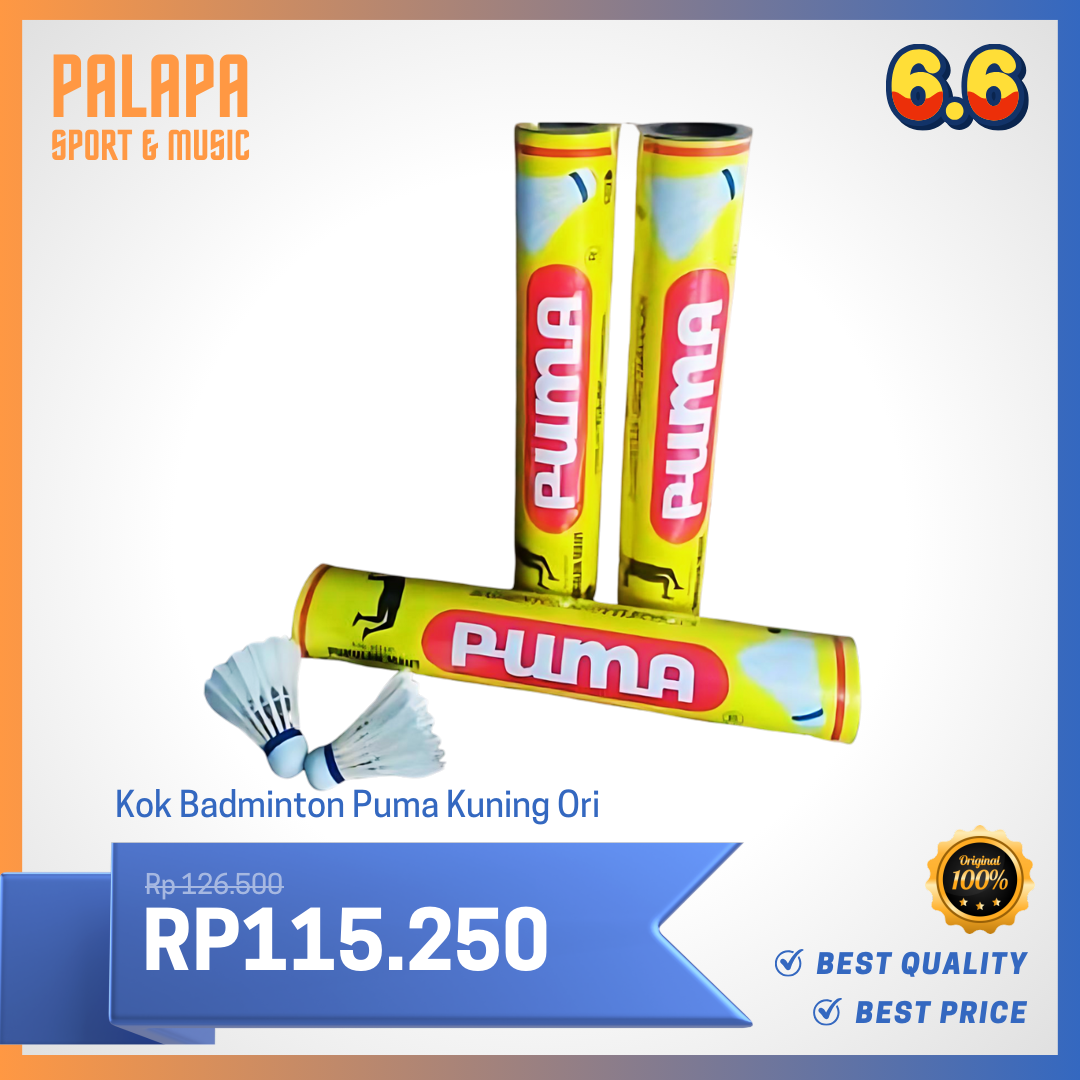 PALAPA
SPORT & MUSIC
6.6
PUMA
PUMA
PUMA
Kok Badminton Puma Kuning Ori
Rp 126.500
RP115.250
Original
100%
BEST QUALITY
BEST PRICE